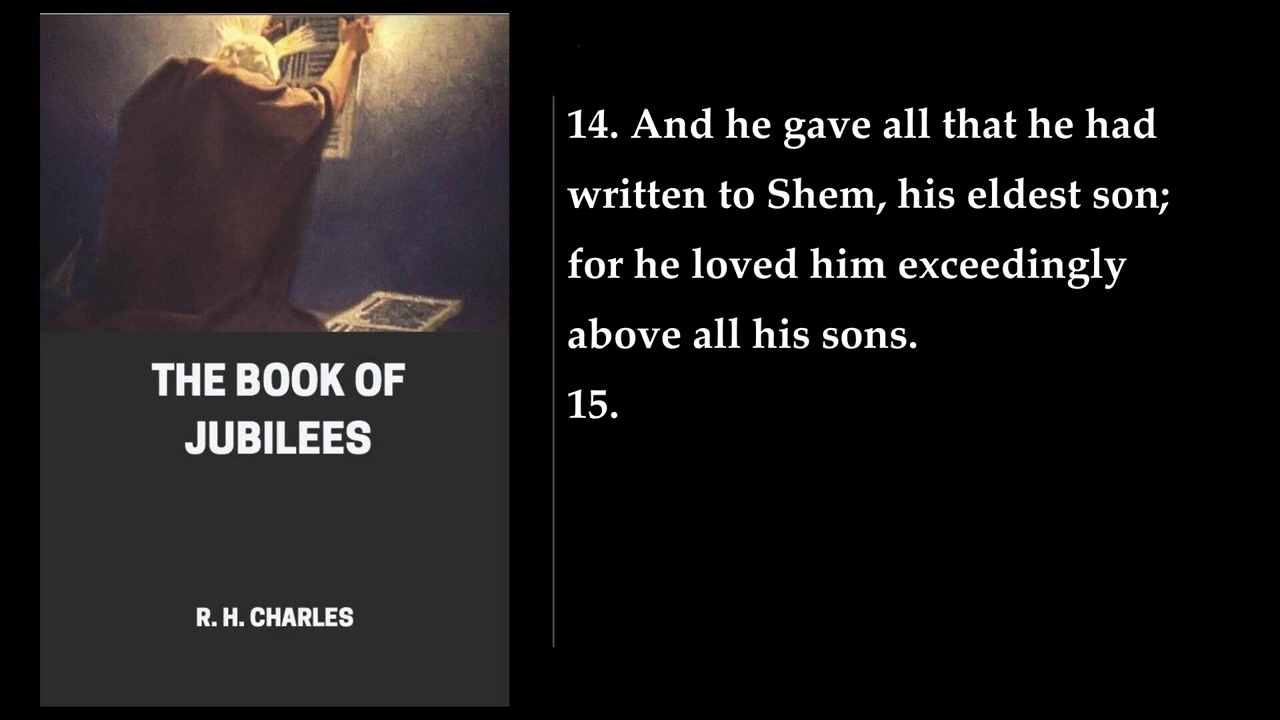 THE BOOK OF
JUBILEES
R. H. CHARLES
14. And he gave all that he had
written to Shem, his eldest son;
for he loved him exceedingly
above all his sons.
15.